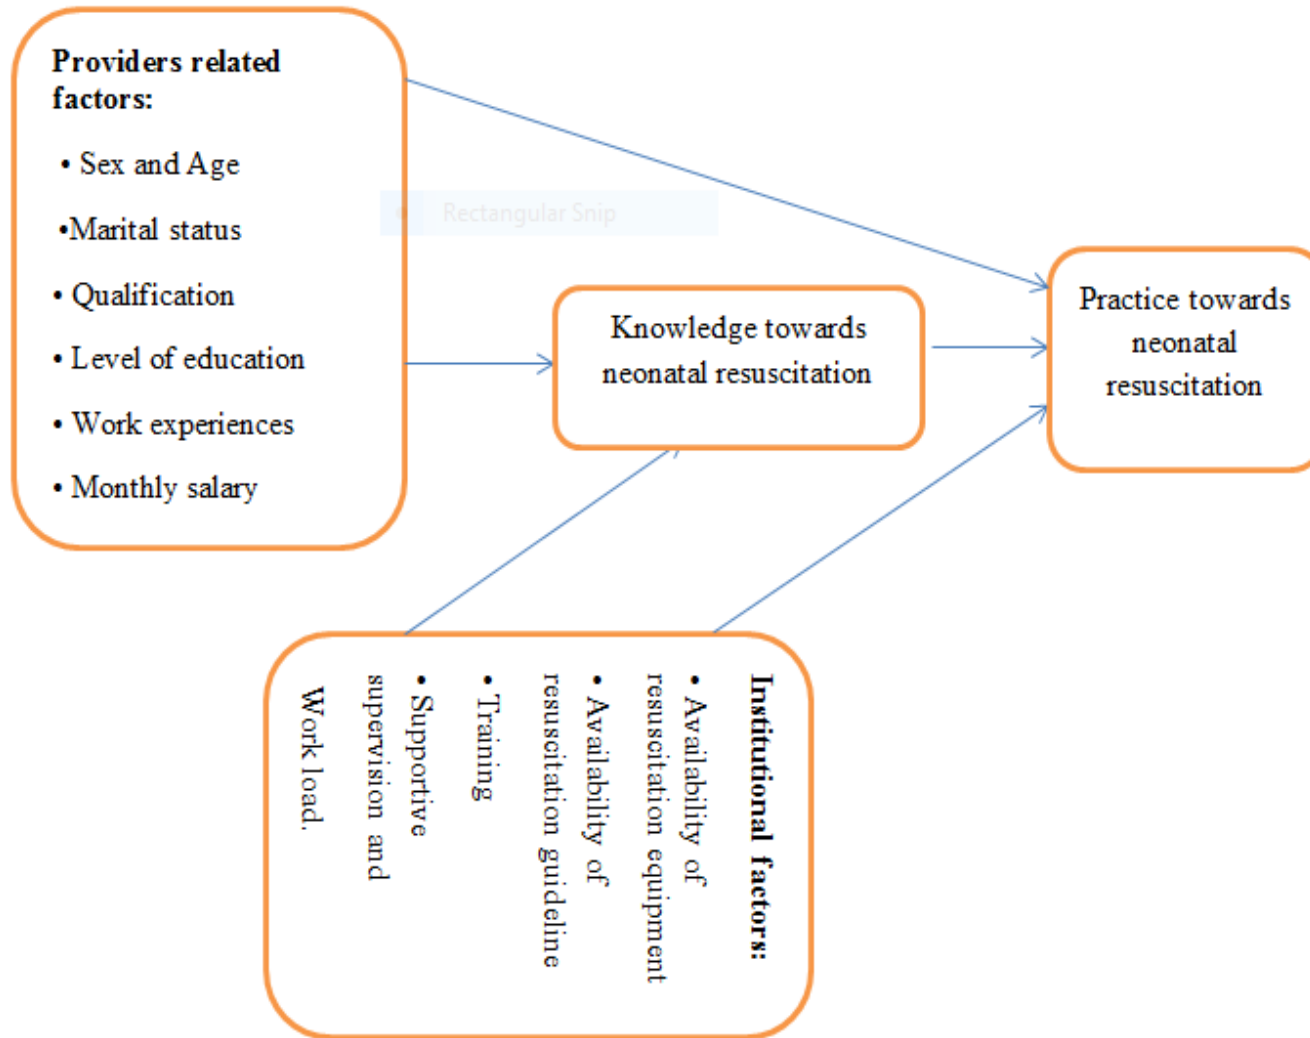 Providers related
factors:
• Sex and Age
•Marital status
• Qualification
• Level of education
• Work experiences
• Monthly salary
• Rectangular Snip
Knowledge towards
neonatal resuscitation
Practice towards
neonatal
resuscitation
Institutional factors:
• Availability of
resuscitation equipment
• Availability of
resuscitation guideline
• Training
• Supportive
supervision and
Work load.